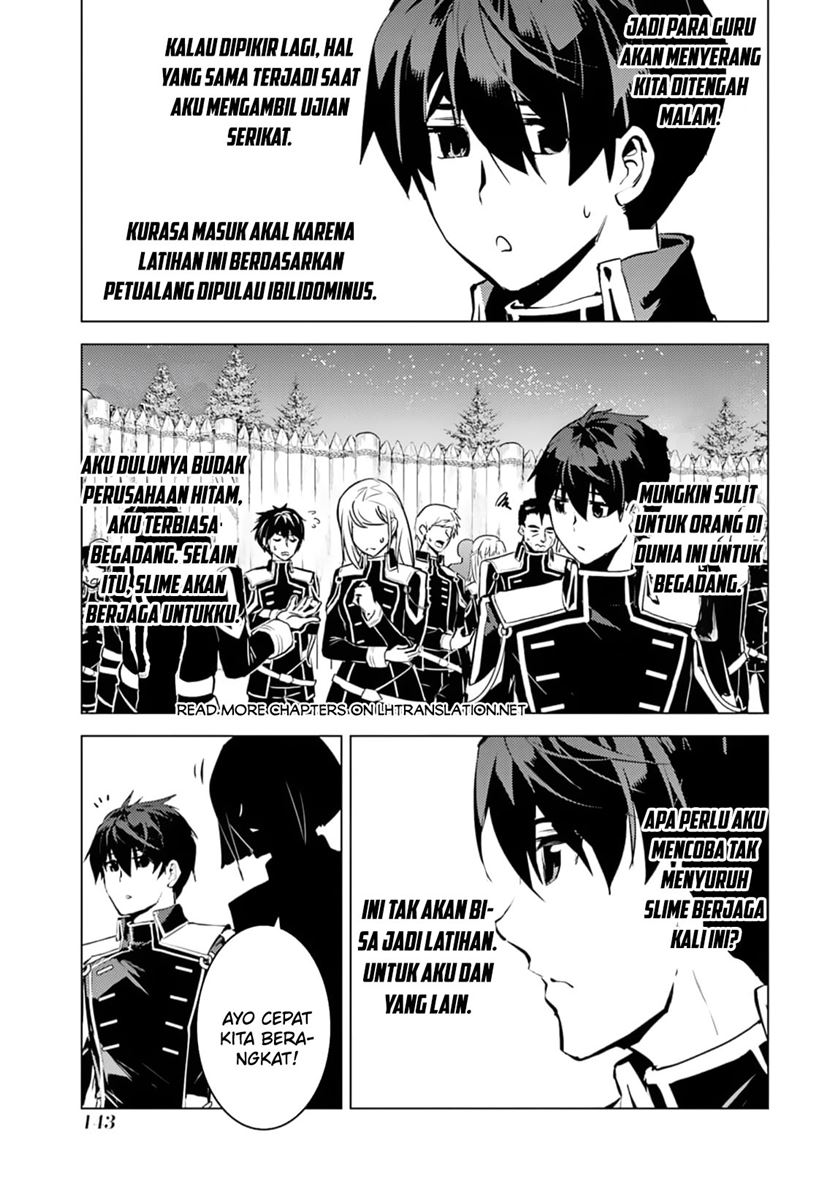 JADI PARA GURU
AKAN MENYERANG
KITA DITENGAH
MALAM!
KALAU DIPIKIR LAGI, HAL
YANG SAMA TERJADI SAAT
AKU MENGAMBIL UJIAN
SERIKAT.
KURASA MASUK AKAL KARENA
LATIHAN INI BERDASARKAN
PETUALANG DIPULAU IBILIDOMINUS.
MUNGKIN SULIT
UNTUK ORANG DI
DUNIA INI UNTUK
BEGADANG.
AKU DULUNYA BUDAK
PERUSAHAAN HITAM,
AKU TERBIASA
BEGADANG. SELAIN
ITU, SLIME AKAN
BERJAGA UNTUKKU.
READ MORE CHAPTERS ON LHTRANSLATION.NET
APA PERLU AKU
MENCOBA TAK
MENYURUH
SLIME BERJAGA
KALI INI?
INI TAK AKAN BI-
SA JADI LATIHAN.
UNTUK AKU DAN
YANG LAIN.
AYO CEPAT
KITA BERA-
NGKAT!
143